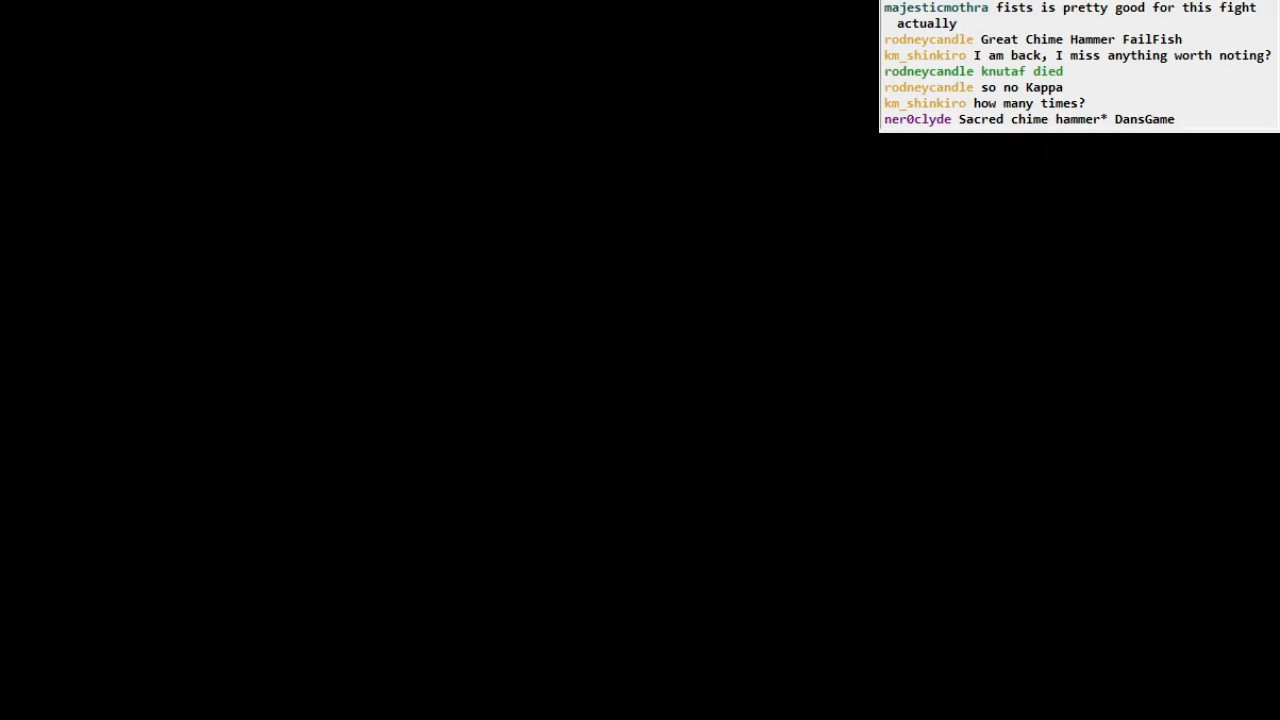 majesticmothra fists is pretty good for this fight
actually
rodneycandle Great Chime Hammer FailFish
km_shinkiro I am back, I miss anything worth noting?
rodneycandle knutaf died
rodneycandle so no Kappa
km_shinkiro how many times?
ner0clyde Sacred chime hammer* DansGame